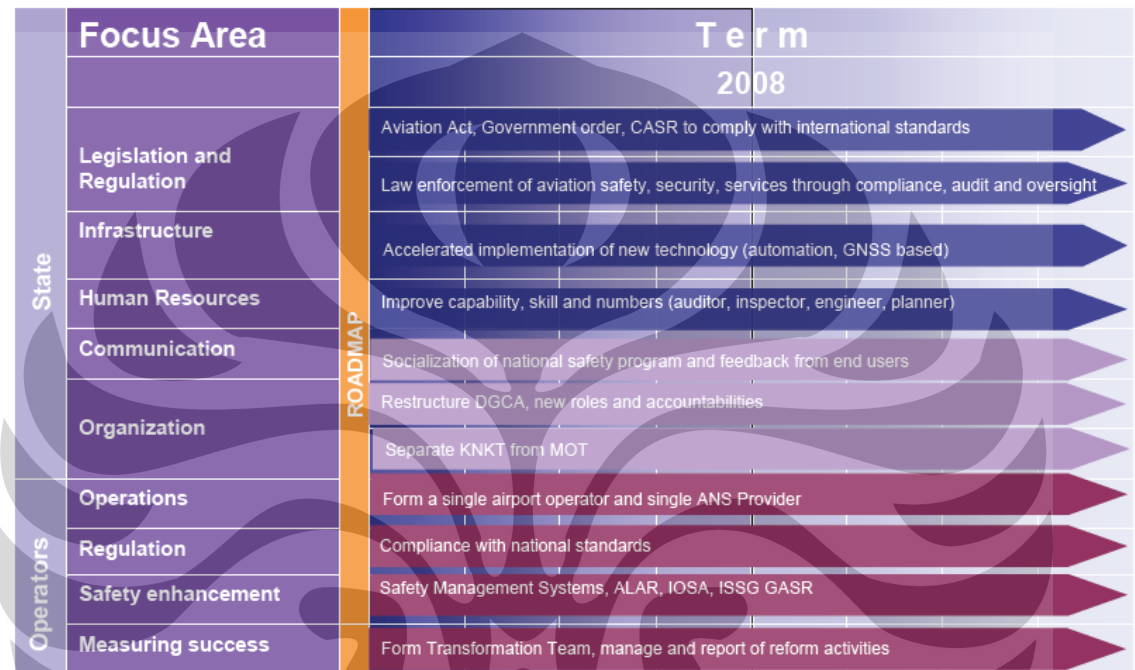 Focus Area
Term
2008
State
ROADMAP
Legislation and
Regulation
Aviation Act, Government order, CASR to comply with international standards
Law enforcement of aviation safety, security, services through compliance, audit and oversight
Infrastructure
Accelerated implementation of new technology (automation, GNSS based)
Human Resources
Improve capability, skill and numbers (auditor, inspector, engineer, planner)
Communication
Socialization of national safety program and feedback from end users
Organization
Restructure DGCA, new roles and accountabilities
Separate KNKT from MOT
Operators
Operations
Form a single airport operator and single ANS Provider
Regulation
Compliance with national standards
Safety enhancement
Safety Management Systems, ALAR, IOSA, ISSG GASR
Measuring success
Form Transformation Team, manage and report of reform activities